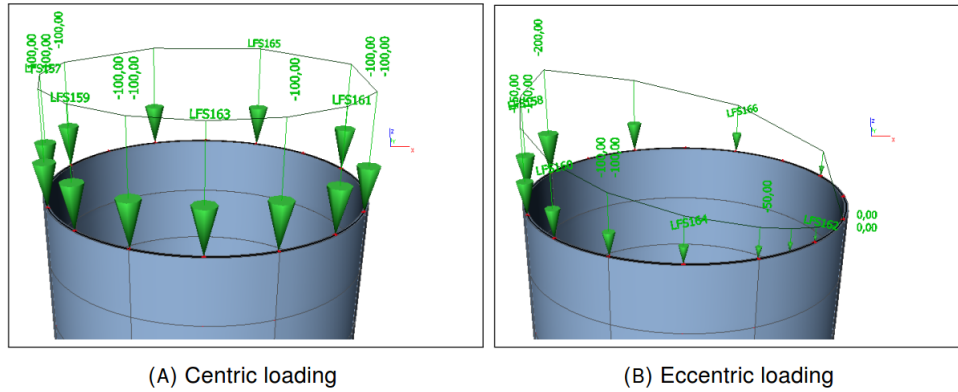 -100,00
LFS165
-100,00
-100,00
LFS157
-100,00
-100,00
LFS159
-100,00
-100,00
-100,00
LFS161
LFS163
-200,00
LFS158
LFS166
LFS160
-100,00
-50,00
LFS164
LFS162
0,00
0,00
(A) Centric loading
(B) Eccentric loading